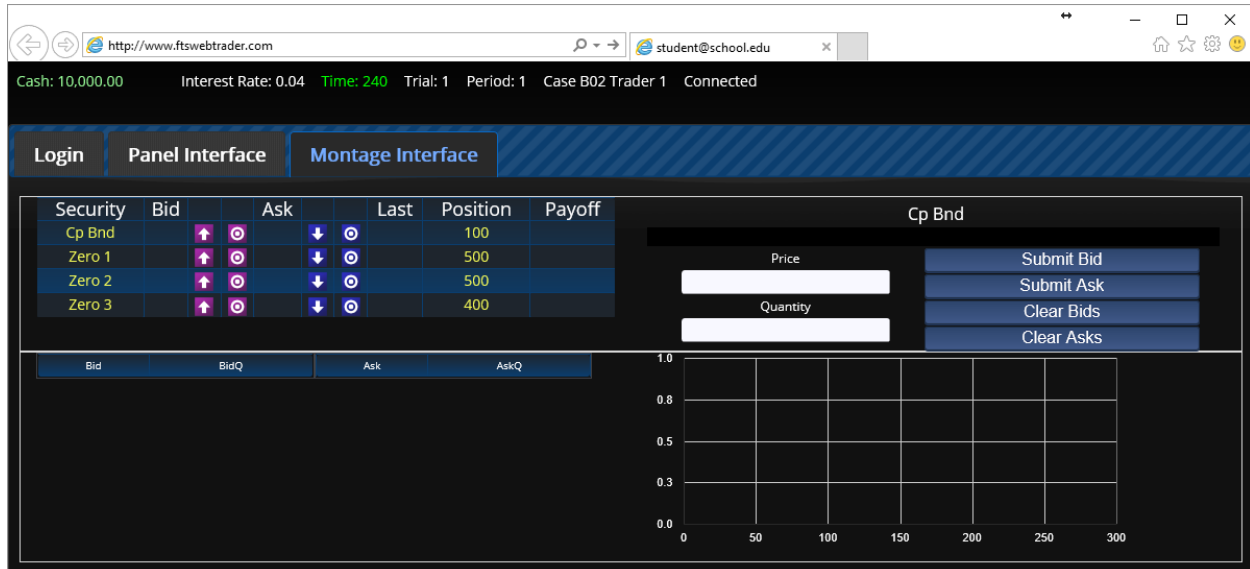 http://www.ftswebtrader.com
student@school.edu
Cash: 10,000.00 Interest Rate: 0.04 Time: 240 Trial: 1 Period: 1 Case B02 Trader 1 Connected
Login Panel Interface Montage Interface
Security Bid Ask Last Position Payoff
Cp Bnd 100
Zero 1 500
Zero 2 500
Zero 3 400
Cp Bnd
Price
Quantity
Submit Bid
Submit Ask
Clear Bids
Clear Asks
Bid BidQ Ask AskQ
1.0
0.8
0.5
0.3
0.0
0 50 100 150 200 250 300